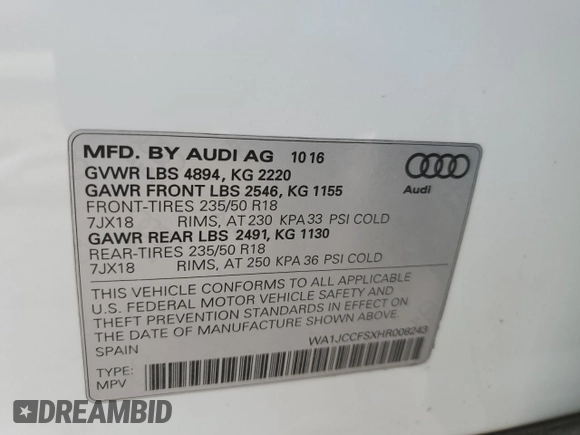 MFD. BY AUDI AG 10 16
GVWR LBS 4894, KG 2220
GAWR FRONT LBS 2546, KG 1155
FRONT-TIRES 235/50 R18
7JX18 RIMS, AT 230 KPA 33 PSI COLD
GAWR REAR LBS 2491, KG 1130
REAR-TIRES 235/50 R18
7JX18 RIMS, AT 250 KPA 36 PSI COLD
Audi
THIS VEHICLE CONFORMS TO ALL APPLICABLE
U.S. FEDERAL MOTOR VEHICLE SAFETY AND
THEFT PREVENTION STANDARDS IN EFFECT ON
THE DATE OF MANUFACTURE SHOWN ABOVE.
SPAIN
WA1JCCFSXHR008243
TYPE:
MPV
DREAMBID